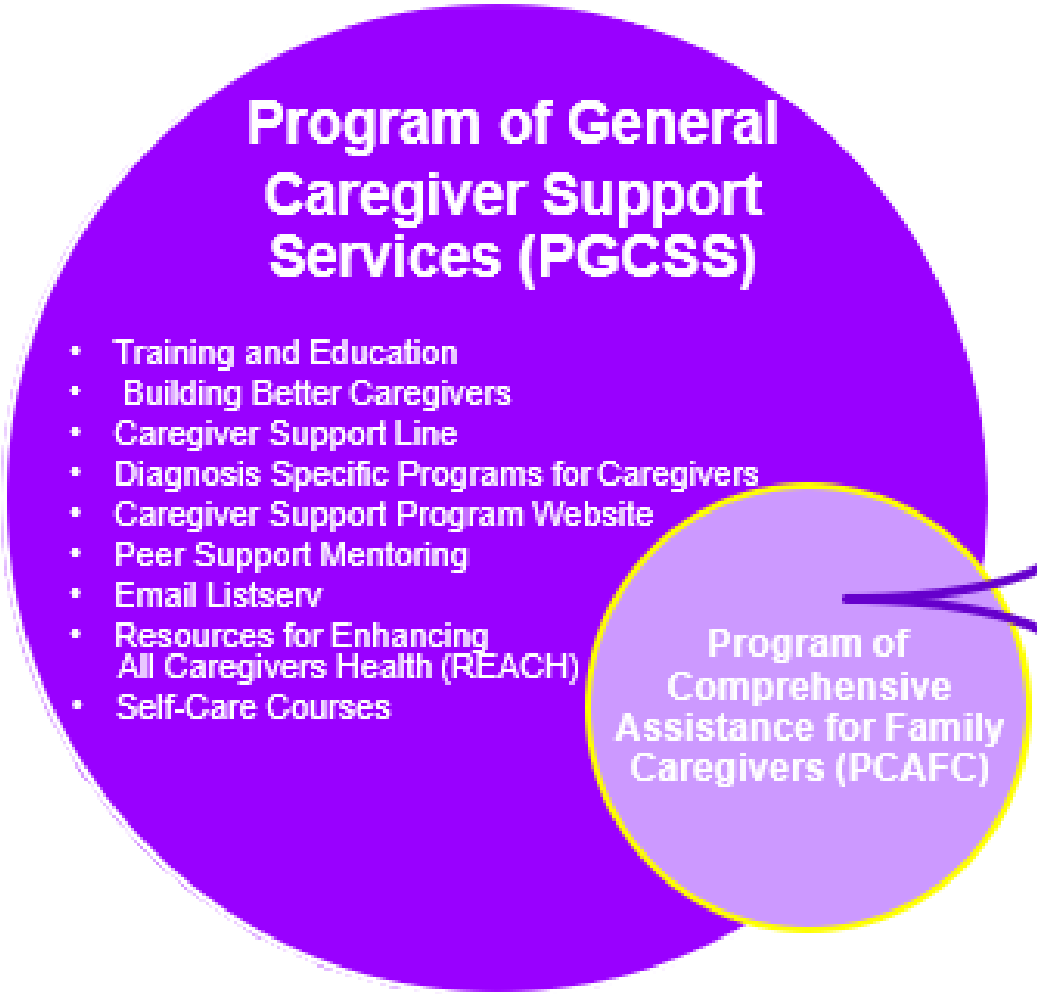 Program of General
Caregiver Support
Services (PGCSS)
• Training and Education
• Building Better Caregivers
• Caregiver Support Line
• Diagnosis Specific Programs for Caregivers
• Caregiver Support Program Website
• Peer Support Mentoring
• Email Listserv
• Resources for Enhancing
All Caregivers Health (REACH)
• Self-Care Courses
Program of
Comprehensive
Assistance for Family
Caregivers (PCAFC)